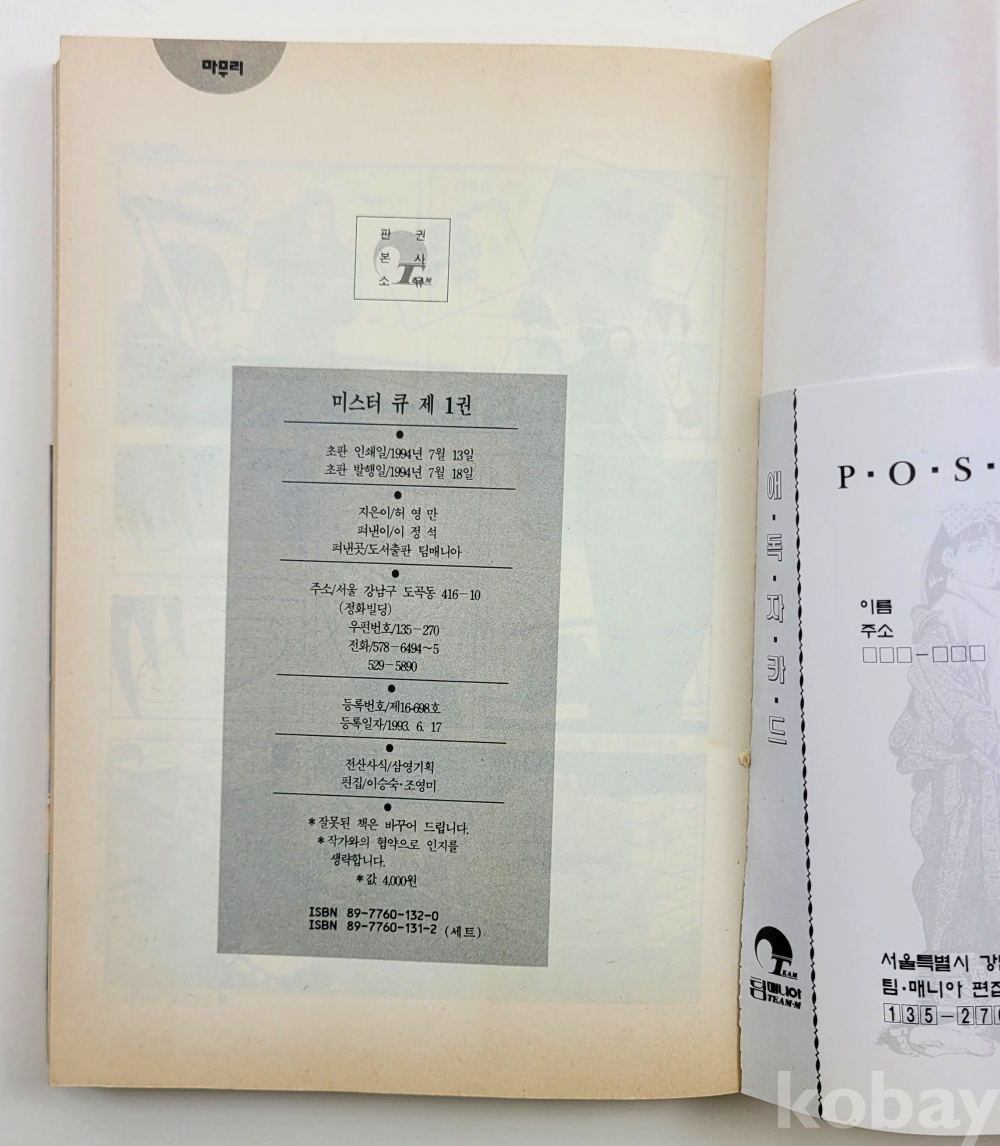 마무리
판 권
본 사
소 유
TEAM
미스터 큐 제 1권
초판 인쇄일/1994년 7월 13일
초판 발행일/1994년 7월 18일
지은이/허 영 만
펴낸이/이 정 석
펴낸곳/도서출판 팀매니아
주소/서울 강남구 도곡동 416-10
(정화빌딩)
우편번호/135-270
전화/578-6494~5
529-5890
등록번호/제16-698호
등록일자/1993. 6. 17
전산사식/삼영기획
편집/이승숙·조영미
*잘못된 책은 바꾸어 드립니다.
*작가와의 협약으로 인지를
생략합니다.
*값 4,000원
ISBN 89-7760-132-0
ISBN 89-7760-131-2 (세트)
애·독·자·카·드
TEAM
팀매니아
TEAM-M
P·O·S·
이름
주소
□□□-□□□
서울특별시 강
팀·매니아 편집
135-270
kobay